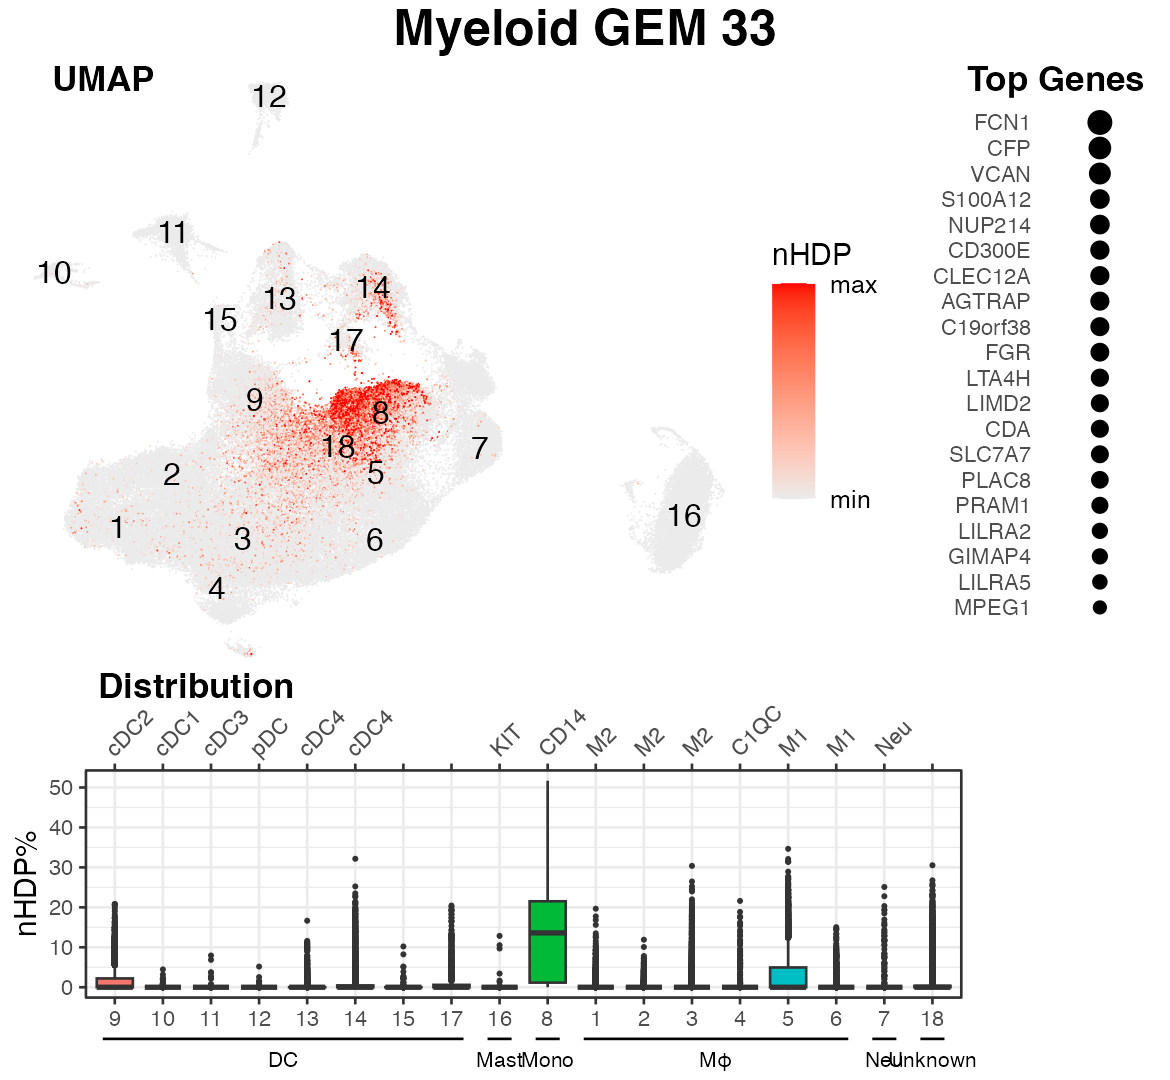 Myeloid GEM 33
UMAP
12
11
10
13
14
15
17
9
8
18
7
2
5
1
3
6
4
16
nHDP
max
min
Top Genes
FCN1
CFP
VCAN
S100A12
NUP214
CD300E
CLEC12A
AGTRAP
C19orf38
FGR
LTA4H
LIMD2
CDA
SLC7A7
PLAC8
PRAM1
LILRA2
GIMAP4
LILRA5
MPEG1
Distribution
cDC2 cDC1 cDC3 pDC cDC4 cDC4 KIT CD14 M2 M2 M2 C1QC M1 M1 Neu
nHDP%
50
40
30
20
10
0
9 10 11 12 13 14 15 17 16 8 1 2 3 4 5 6 7 18
DC Mast Mono Mφ Neu Unknown